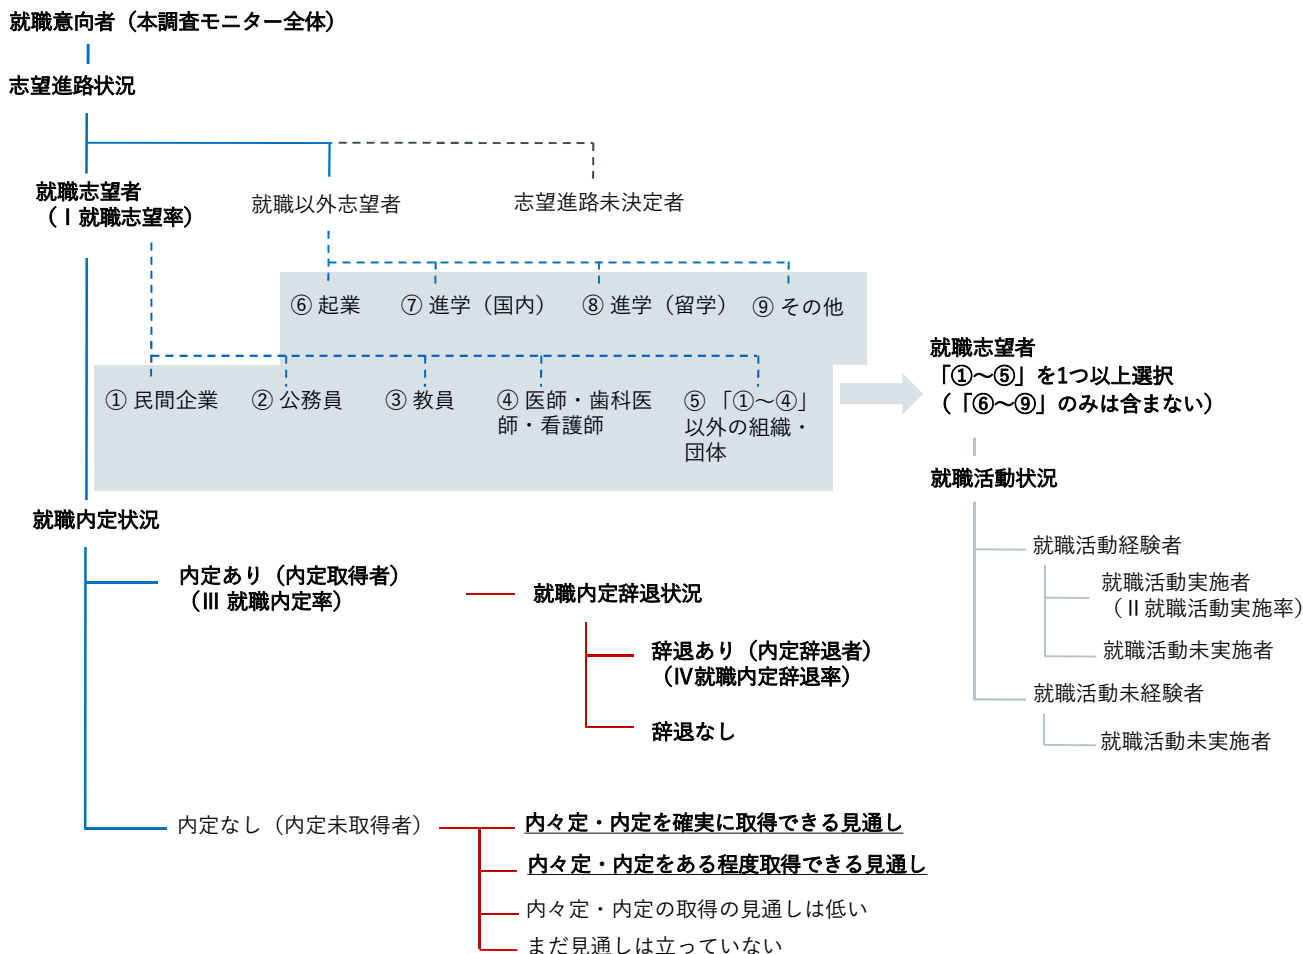 就職意向者（本調査モニター全体）
志望進路状況
就職志望者
（Ⅰ就職志望率）
就職以外志望者
志望進路未決定者
⑥ 起業
⑦ 進学（国内）
⑧ 進学（留学）
⑨ その他
① 民間企業
② 公務員
③ 教員
④ 医師・歯科医
師・看護師
⑤ 「①～④」
以外の組織・
団体
就職志望者
「①～⑤」を1つ以上選択
（「⑥～⑨」のみは含まない）
就職活動状況
就職活動経験者
就職活動実施者
（Ⅱ就職活動実施率）
就職活動未実施者
就職活動未経験者
就職活動未実施者
就職内定状況
内定あり（内定取得者）
（Ⅲ 就職内定率）
就職内定辞退状況
辞退あり（内定辞退者）
（Ⅳ就職内定辞退率）
辞退なし
内定なし（内定未取得者）
内々定・内定を確実に取得できる見通し
内々定・内定をある程度取得できる見通し
内々定・内定の取得の見通しは低い
まだ見通しは立っていない